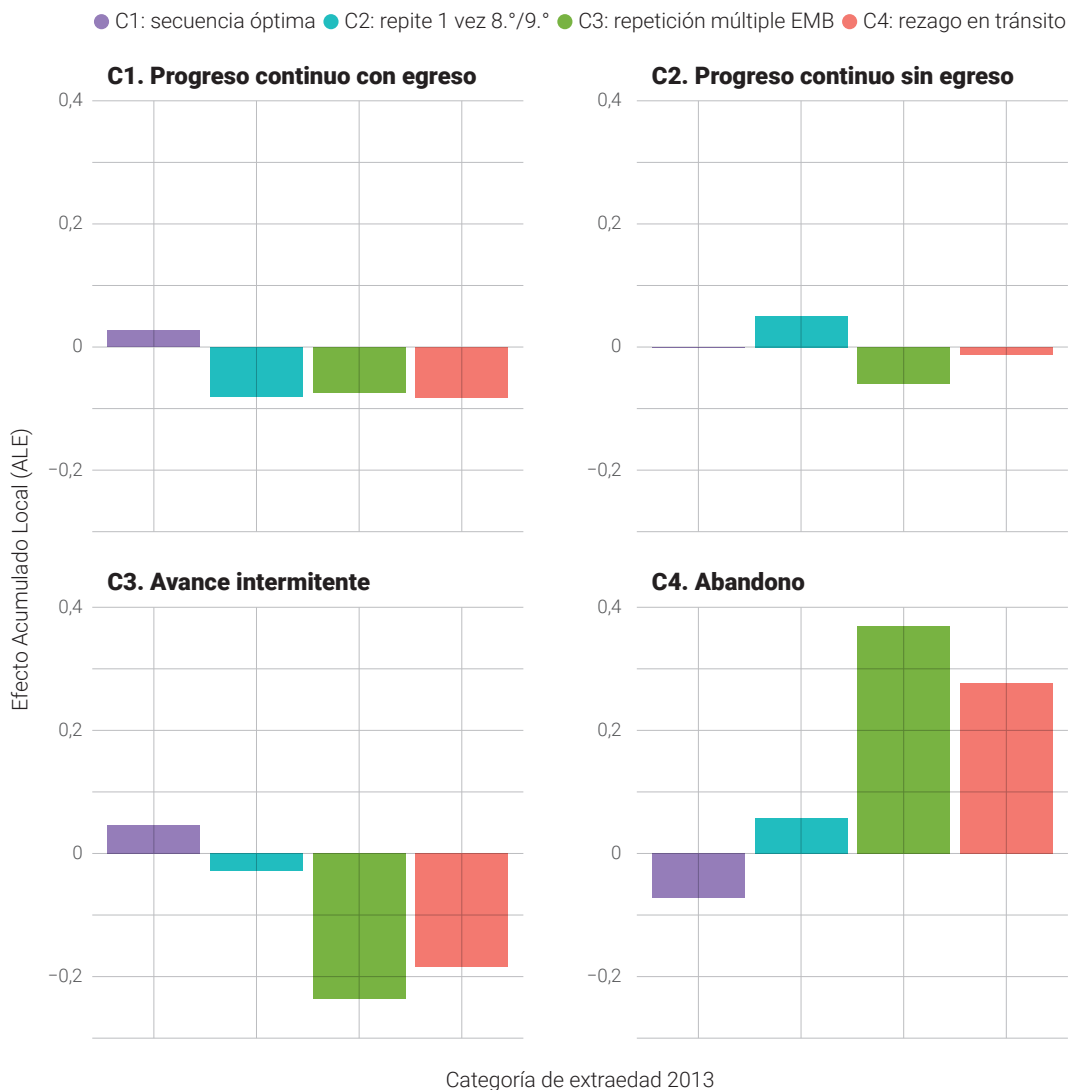 C1: secuencia óptima C2: repite 1 vez 8.°/9.° C3: repetición múltiple EMB C4: rezago en tránsito
C1. Progreso continuo con egreso
0,4
0,2
0
−0,2
C2. Progreso continuo sin egreso
0,4
0,2
0
−0,2
Efecto Acumulado Local (ALE)
C3. Avance intermitente
0,4
0,2
0
−0,2
C4. Abandono
0,4
0,2
0
−0,2
Categoría de extraedad 2013